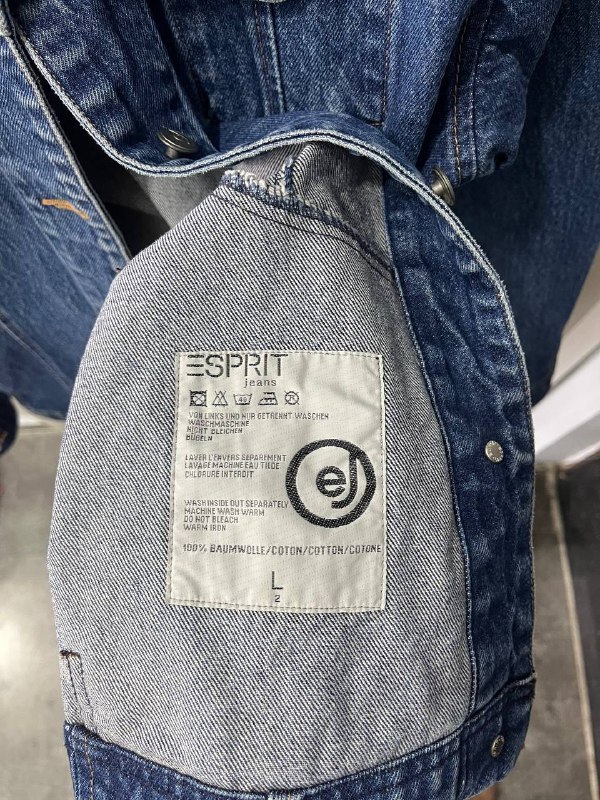 ESPRIT
jeans
40
VON LINKS UND NUR GETRENNT WASCHEN
WASCHMASCHINE
NICHT BLEICHEN
BÜGELN
LAVER L'ENVERS SEPAREMENT
LAVAGE MACHINE EAU TIEDE
CHLORURE INTERDIT
ej
WASH INSIDE OUT SEPARATELY
MACHINE WASH WARM
DO NOT BLEACH
WARM IRON
100% BAUMWOLLE/COTON/COTTON/COTONE
L
2